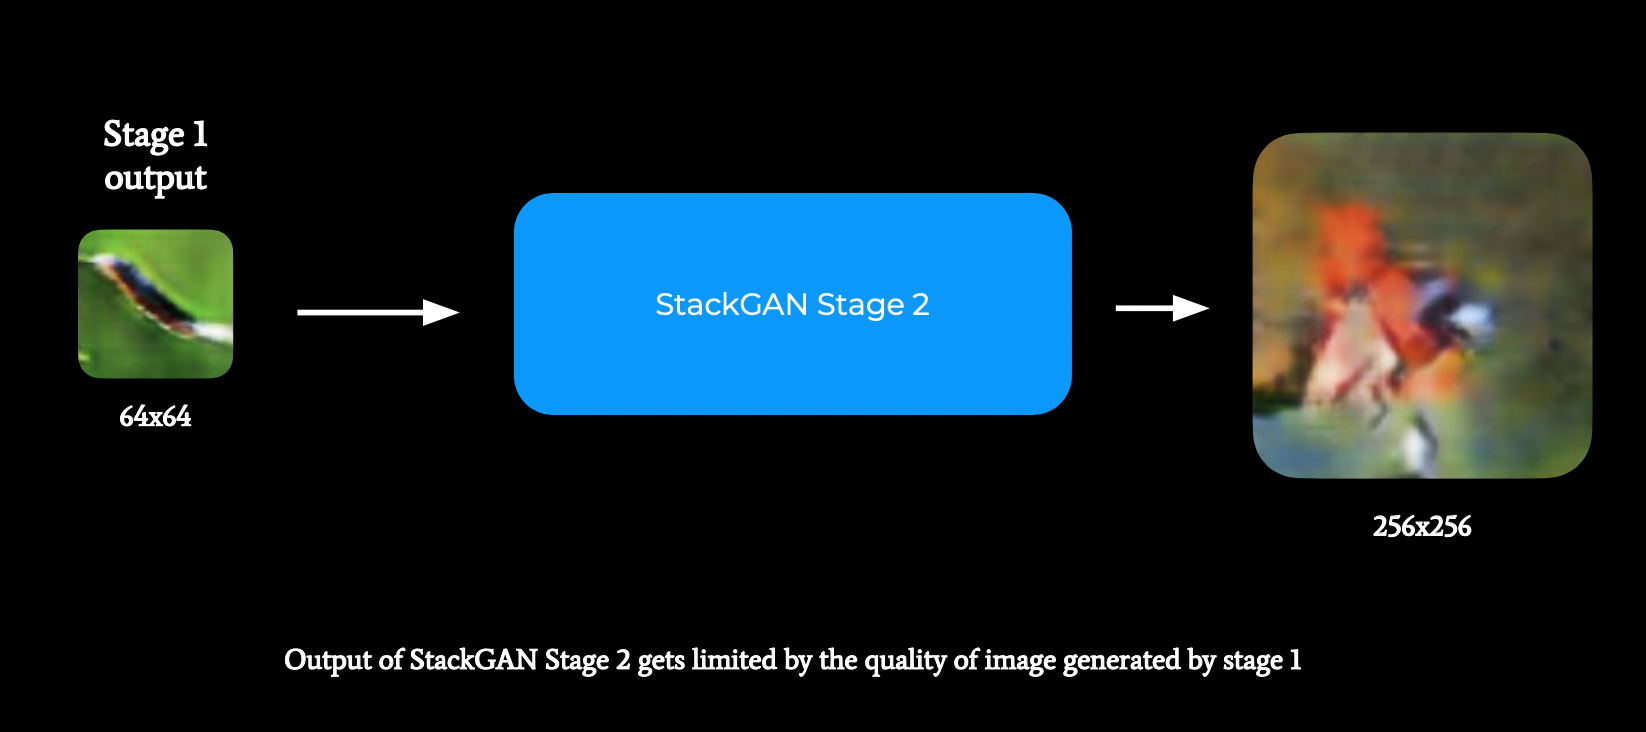 Stage 1
output
64x64
StackGAN Stage 2
256x256
Output of StackGAN Stage 2 gets limited by the quality of image generated by stage 1